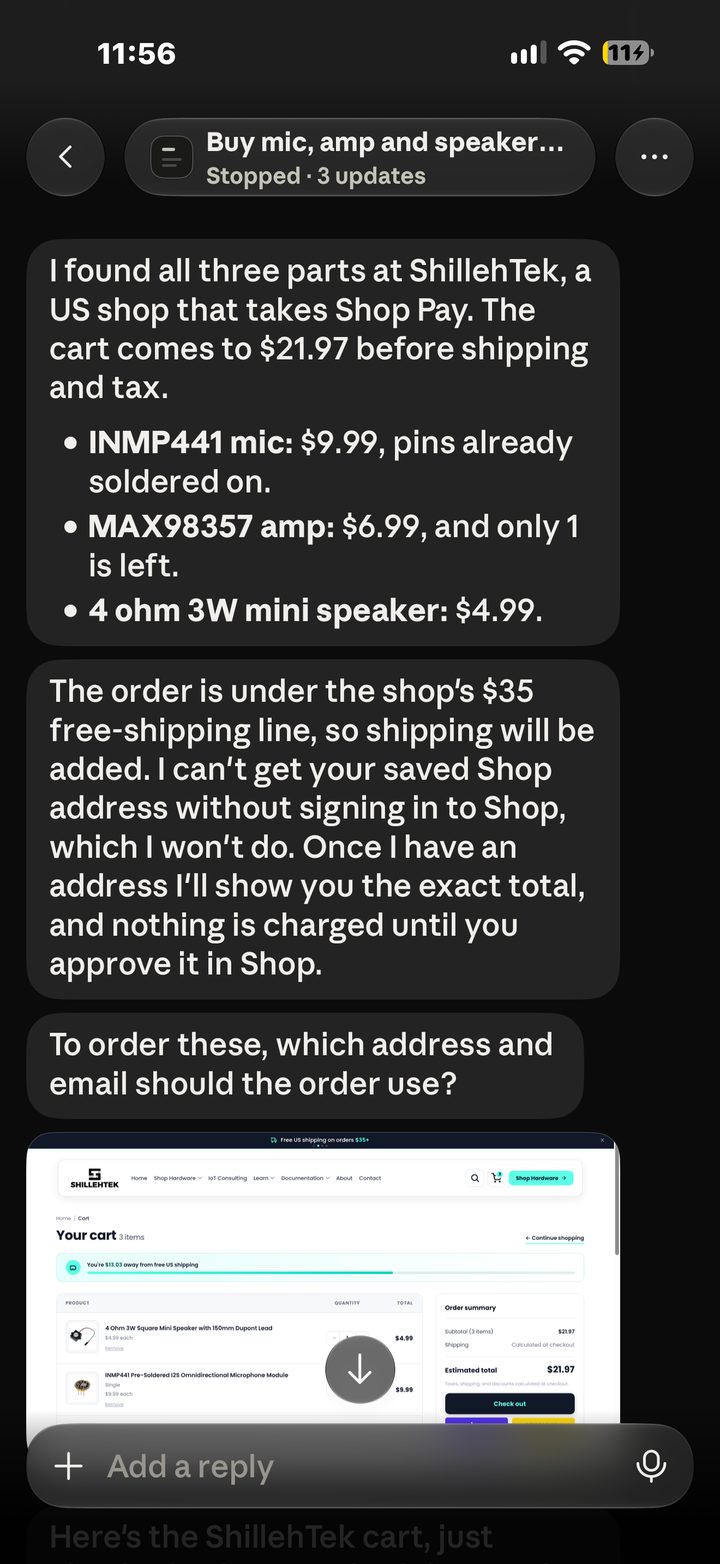 11:56
11
Buy mic, amp and speaker...
Stopped · 3 updates
I found all three parts at ShillehTek, a
US shop that takes Shop Pay. The
cart comes to $21.97 before shipping
and tax.
• INMP441 mic: $9.99, pins already
soldered on.
• MAX98357 amp: $6.99, and only 1
is left.
• 4 ohm 3W mini speaker: $4.99.
The order is under the shop's $35
free-shipping line, so shipping will be
added. I can't get your saved Shop
address without signing in to Shop,
which I won't do. Once I have an
address I'll show you the exact total,
and nothing is charged until you
approve it in Shop.
To order these, which address and
email should the order use?
Free US shipping on orders $35+
SHILLEHTEK
Home Shop Hardware IoT Consulting Learn Documentation About Contact
Shop Hardware →
Home / Cart
Your cart 3 items
← Continue shopping
You're $13.03 away from free US shipping
PRODUCT QUANTITY TOTAL
4 Ohm 3W Square Mini Speaker with 150mm Dupont Lead
$4.99 each
Remove
$4.99
INMP441 Pre-Soldered I2S Omnidirectional Microphone Module
Single
$9.99 each
Remove
$9.99
Order summary
Subtotal (3 items) $21.97
Shipping Calculated at checkout
Estimated total $21.97
Taxes, shipping, and discounts calculated at checkout.
Check out
Add a reply
Here's the ShillehTek cart, just